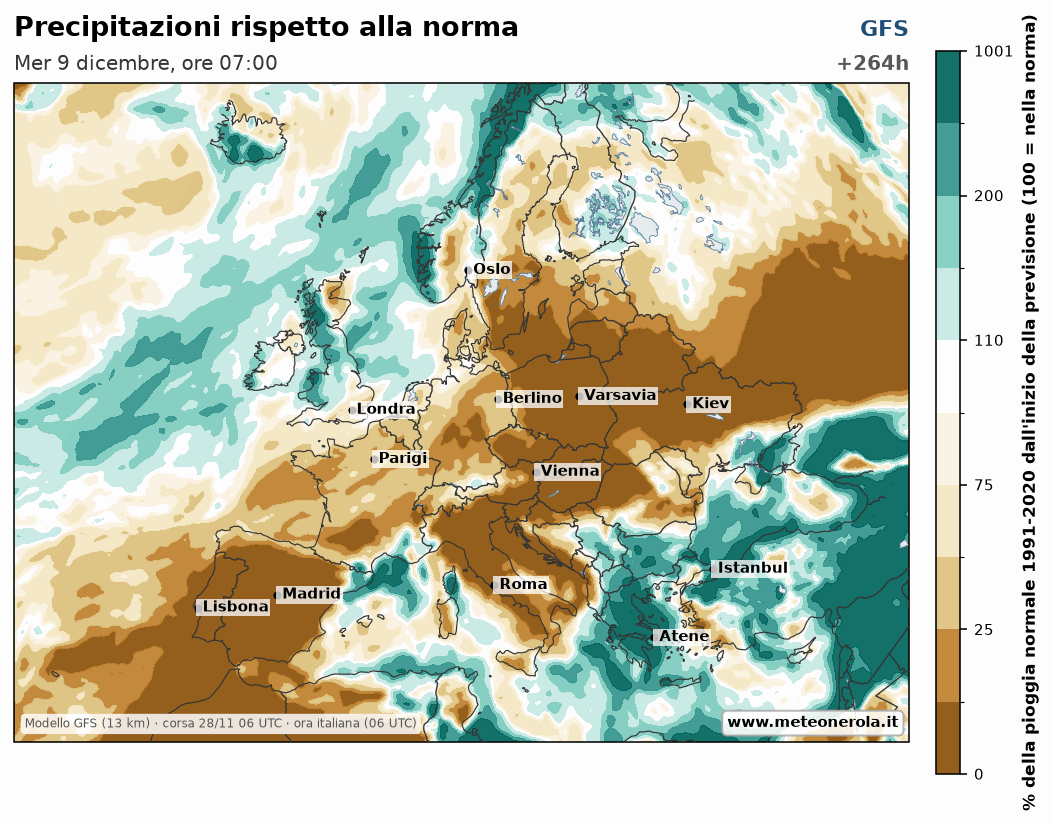 Precipitazioni rispetto alla norma
GFS
Mer 9 dicembre, ore 07:00
+264h
1001
200
110
75
25
0
% della pioggia normale 1991-2020 dall'inizio della previsione (100 = nella norma)
Oslo
Londra
Berlino
Varsavia
Kiev
Parigi
Vienna
Istanbul
Madrid
Roma
Lisbona
Atene
Modello GFS (13 km) · corsa 28/11 06 UTC · ora italiana (06 UTC)
www.meteonerola.it